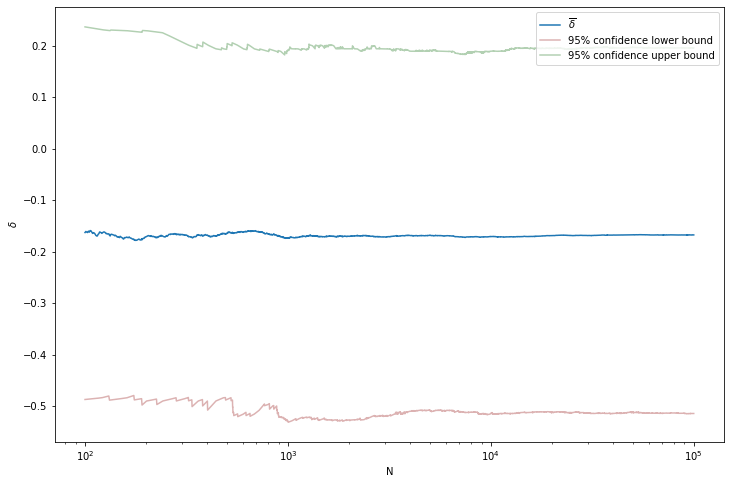 δ̅
95% confidence lower bound
95% confidence upper bound
0.2
0.1
0.0
−0.1
−0.2
−0.3
−0.4
−0.5
δ
10²
10³
10⁴
10⁵
N